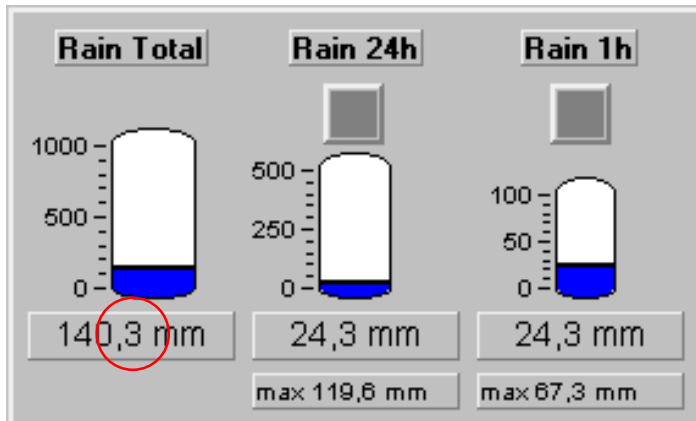 Rain Total
Rain 24h
Rain 1h
1000
500
0
500
250
0
100
50
0
140,3 mm
24,3 mm
24,3 mm
max 119,6 mm
max 67,3 mm